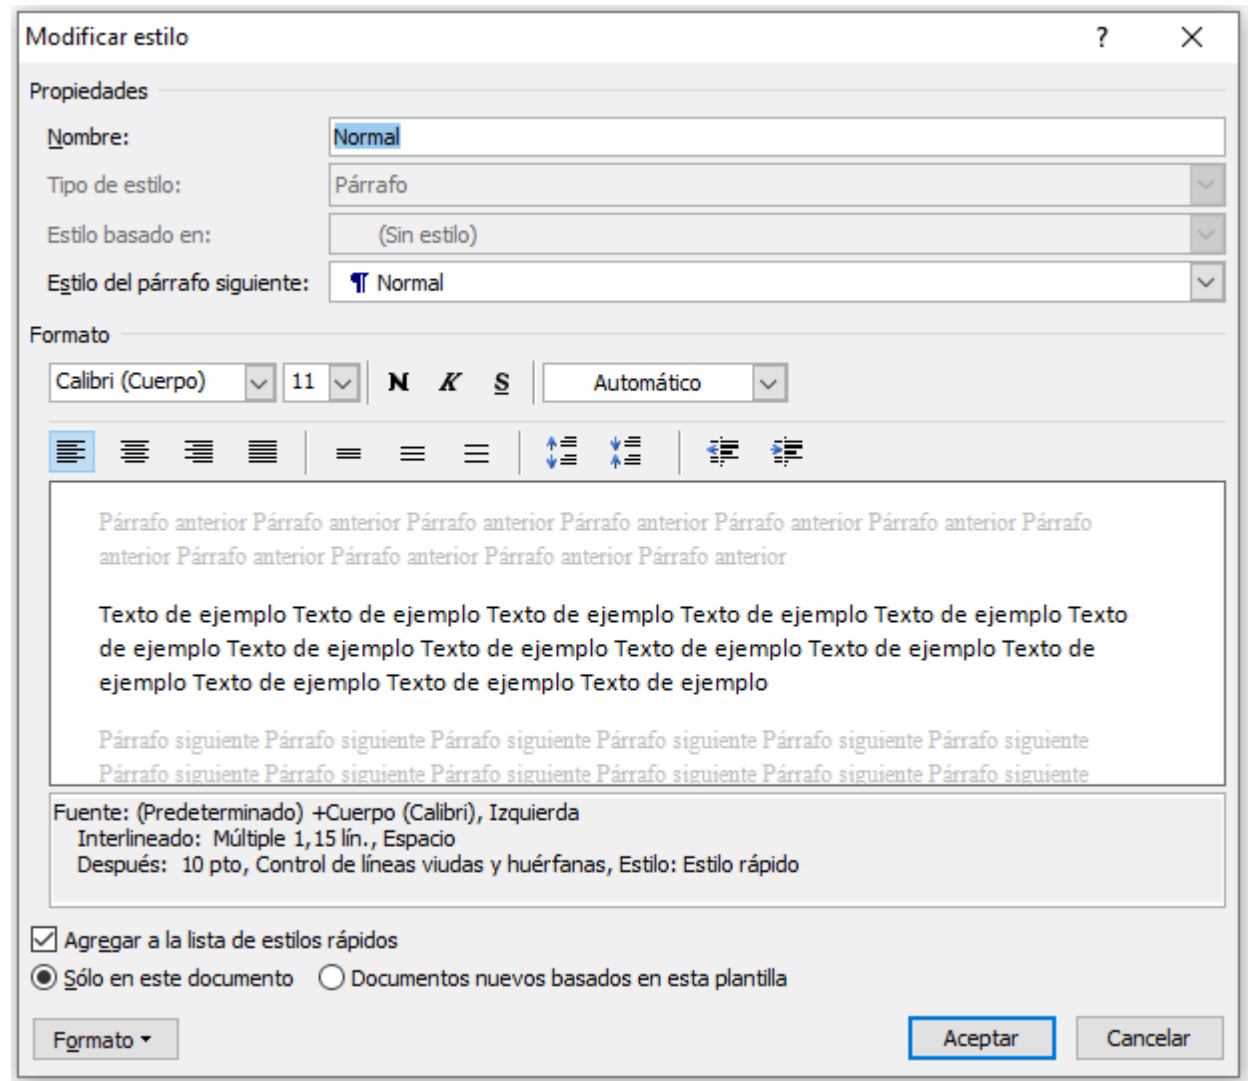 Modificar estilo ?
Propiedades
Nombre: Normal
Tipo de estilo: Párrafo
Estilo basado en: (Sin estilo)
Estilo del párrafo siguiente: ¶ Normal
Formato
Calibri (Cuerpo) 11 N K S Automático
Párrafo anterior Párrafo anterior Párrafo anterior Párrafo anterior Párrafo anterior Párrafo anterior Párrafo
anterior Párrafo anterior Párrafo anterior Párrafo anterior Párrafo anterior
Texto de ejemplo Texto de ejemplo Texto de ejemplo Texto de ejemplo Texto de ejemplo Texto
de ejemplo Texto de ejemplo Texto de ejemplo Texto de ejemplo Texto de ejemplo Texto de
ejemplo Texto de ejemplo Texto de ejemplo Texto de ejemplo
Párrafo siguiente Párrafo siguiente Párrafo siguiente Párrafo siguiente Párrafo siguiente Párrafo siguiente
Párrafo siguiente Párrafo siguiente Párrafo siguiente Párrafo siguiente Párrafo siguiente Párrafo siguiente
Fuente: (Predeterminado) +Cuerpo (Calibri), Izquierda
Interlineado: Múltiple 1,15 lín., Espacio
Después: 10 pto, Control de líneas viudas y huérfanas, Estilo: Estilo rápido
Agregar a la lista de estilos rápidos
Sólo en este documento Documentos nuevos basados en esta plantilla
Formato Aceptar Cancelar